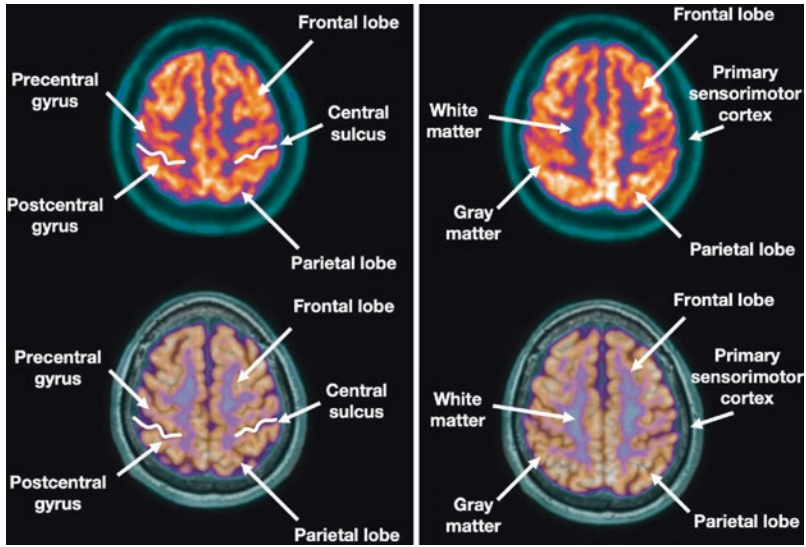 Frontal lobe
Precentral
gyrus
Central
sulcus
Postcentral
gyrus
Parietal lobe
Frontal lobe
Primary
sensorimotor
cortex
White
matter
Gray
matter
Parietal lobe
Frontal lobe
Precentral
gyrus
Central
sulcus
Postcentral
gyrus
Parietal lobe
Frontal lobe
Primary
sensorimotor
cortex
White
matter
Gray
matter
Parietal lobe